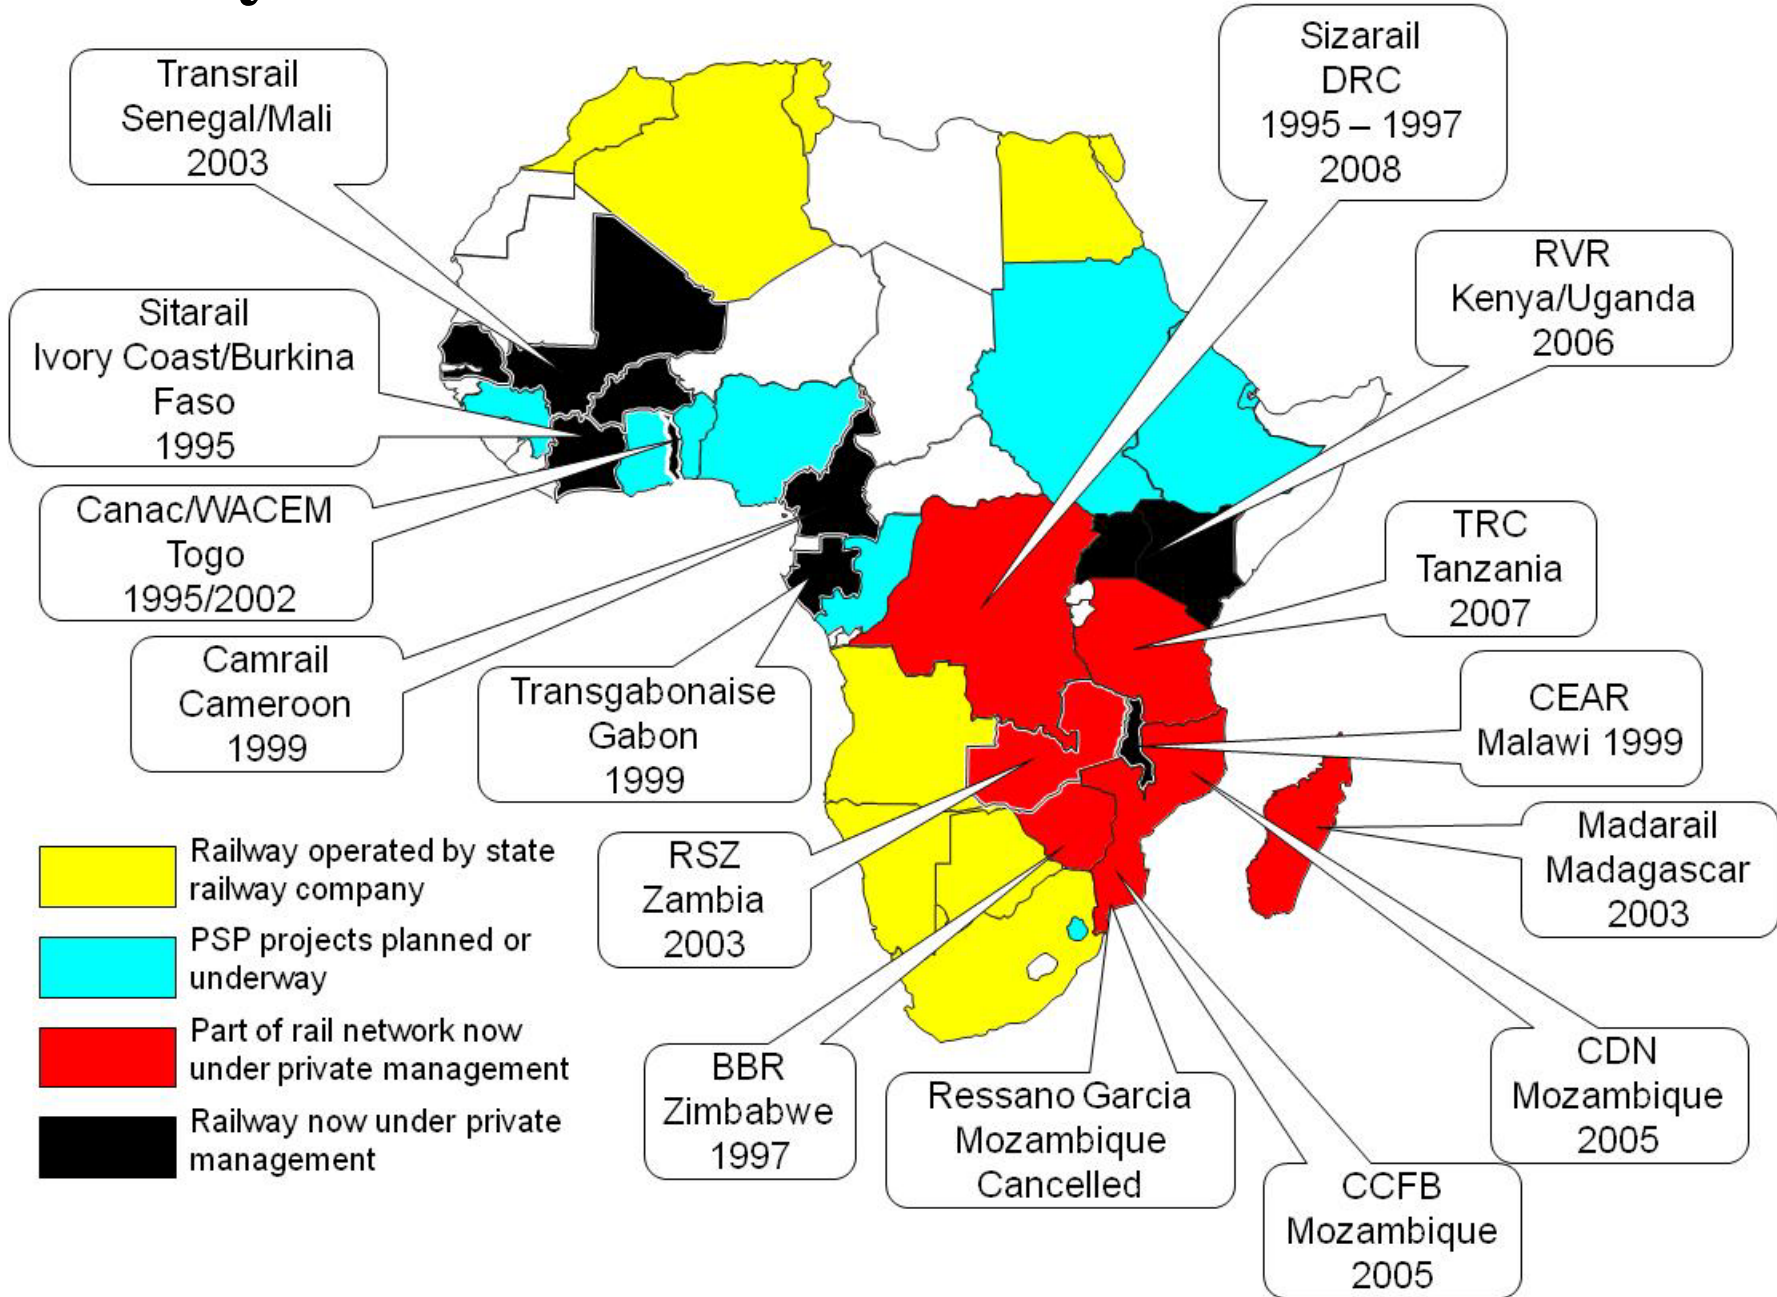 Transrail
Senegal/Mali
2003
Sizarail
DRC
1995 – 1997
2008
RVR
Kenya/Uganda
2006
Sitarail
Ivory Coast/Burkina
Faso
1995
Canac/WACEM
Togo
1995/2002
TRC
Tanzania
2007
Camrail
Cameroon
1999
Transgabonaise
Gabon
1999
CEAR
Malawi 1999
Madarail
Madagascar
2003
RSZ
Zambia
2003
Railway operated by state
railway company
PSP projects planned or
underway
Part of rail network now
under private management
Railway now under private
management
BBR
Zimbabwe
1997
Ressano Garcia
Mozambique
Cancelled
CDN
Mozambique
2005
CCFB
Mozambique
2005